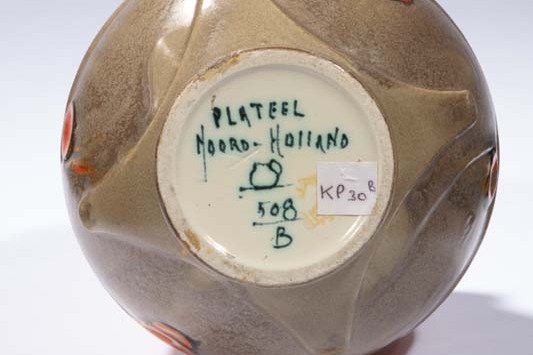 PLATEEL
NOORD-HOLLAND
508
B
KP30B